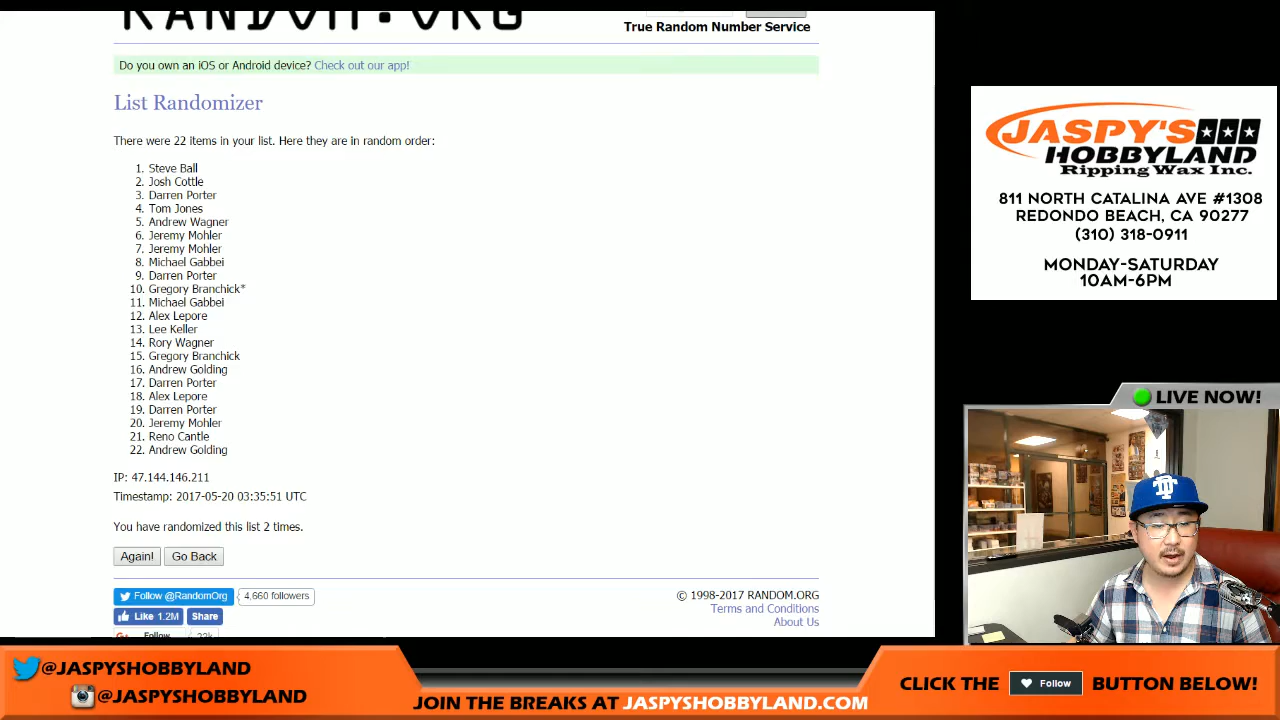 RANDOM.ORG
True Random Number Service
Do you own an iOS or Android device? Check out our app!
List Randomizer
There were 22 items in your list. Here they are in random order:
1. Steve Ball
2. Josh Cottle
3. Darren Porter
4. Tom Jones
5. Andrew Wagner
6. Jeremy Mohler
7. Jeremy Mohler
8. Michael Gabbei
9. Darren Porter
10. Gregory Branchick*
11. Michael Gabbei
12. Alex Lepore
13. Lee Keller
14. Rory Wagner
15. Gregory Branchick
16. Andrew Golding
17. Darren Porter
18. Alex Lepore
19. Darren Porter
20. Jeremy Mohler
21. Reno Cantle
22. Andrew Golding
IP: 47.144.146.211
Timestamp: 2017-05-20 03:35:51 UTC
You have randomized this list 2 times.
Again! Go Back
Follow @RandomOrg 4,660 followers
Like 1.2M Share
Follow
© 1998-2017 RANDOM.ORG
Terms and Conditions
About Us
JASPY'S
HOBBYLAND
Ripping Wax Inc.
811 NORTH CATALINA AVE #1308
REDONDO BEACH, CA 90277
(310) 318-0911
MONDAY-SATURDAY
10AM-6PM
LIVE NOW!
@JASPYSHOBBYLAND
@JASPYSHOBBYLAND
JOIN THE BREAKS AT JASPYSHOBBYLAND.COM
CLICK THE Follow BUTTON BELOW!